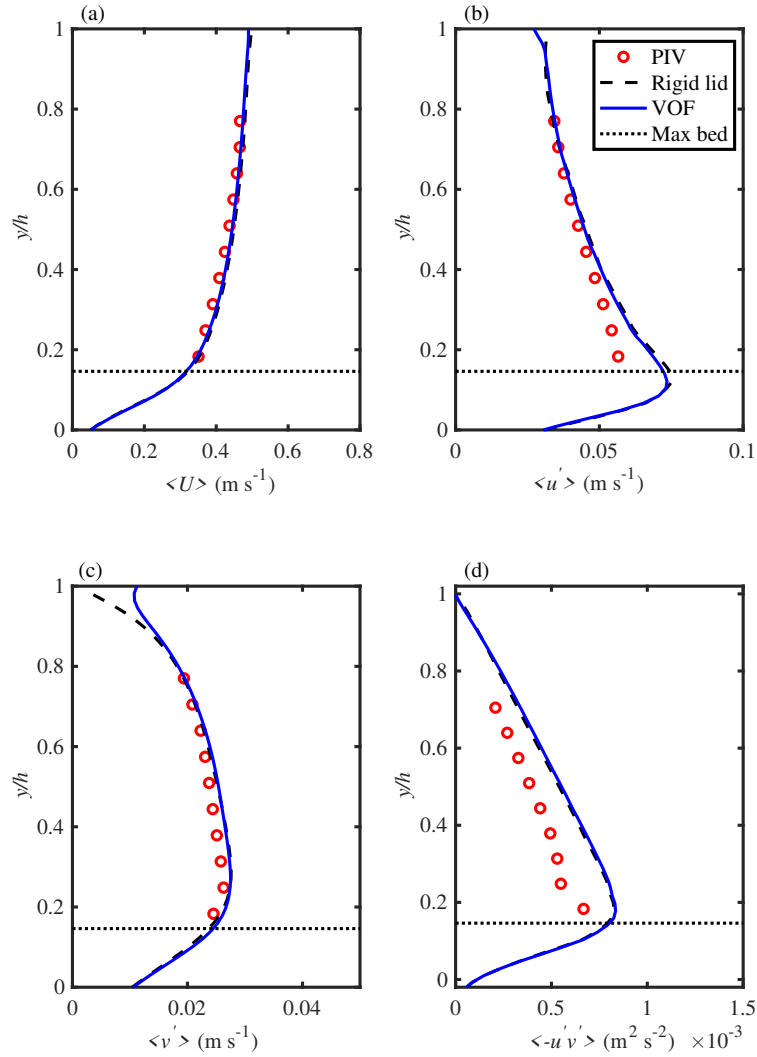 (a)
(b)
1
0.8
0.6
0.4
0.2
0
y/h
0
0.2
0.4
0.6
0.8
<U> (m s-1)
1
0.8
0.6
0.4
0.2
0
y/h
0
0.05
0.1
<u'> (m s-1)
PIV
Rigid lid
VOF
Max bed
(c)
(d)
1
0.8
0.6
0.4
0.2
0
y/h
0
0.02
0.04
<v'> (m s-1)
1
0.8
0.6
0.4
0.2
0
y/h
0
0.5
1
1.5
<-u'v'> (m2 s-2) ×10-3